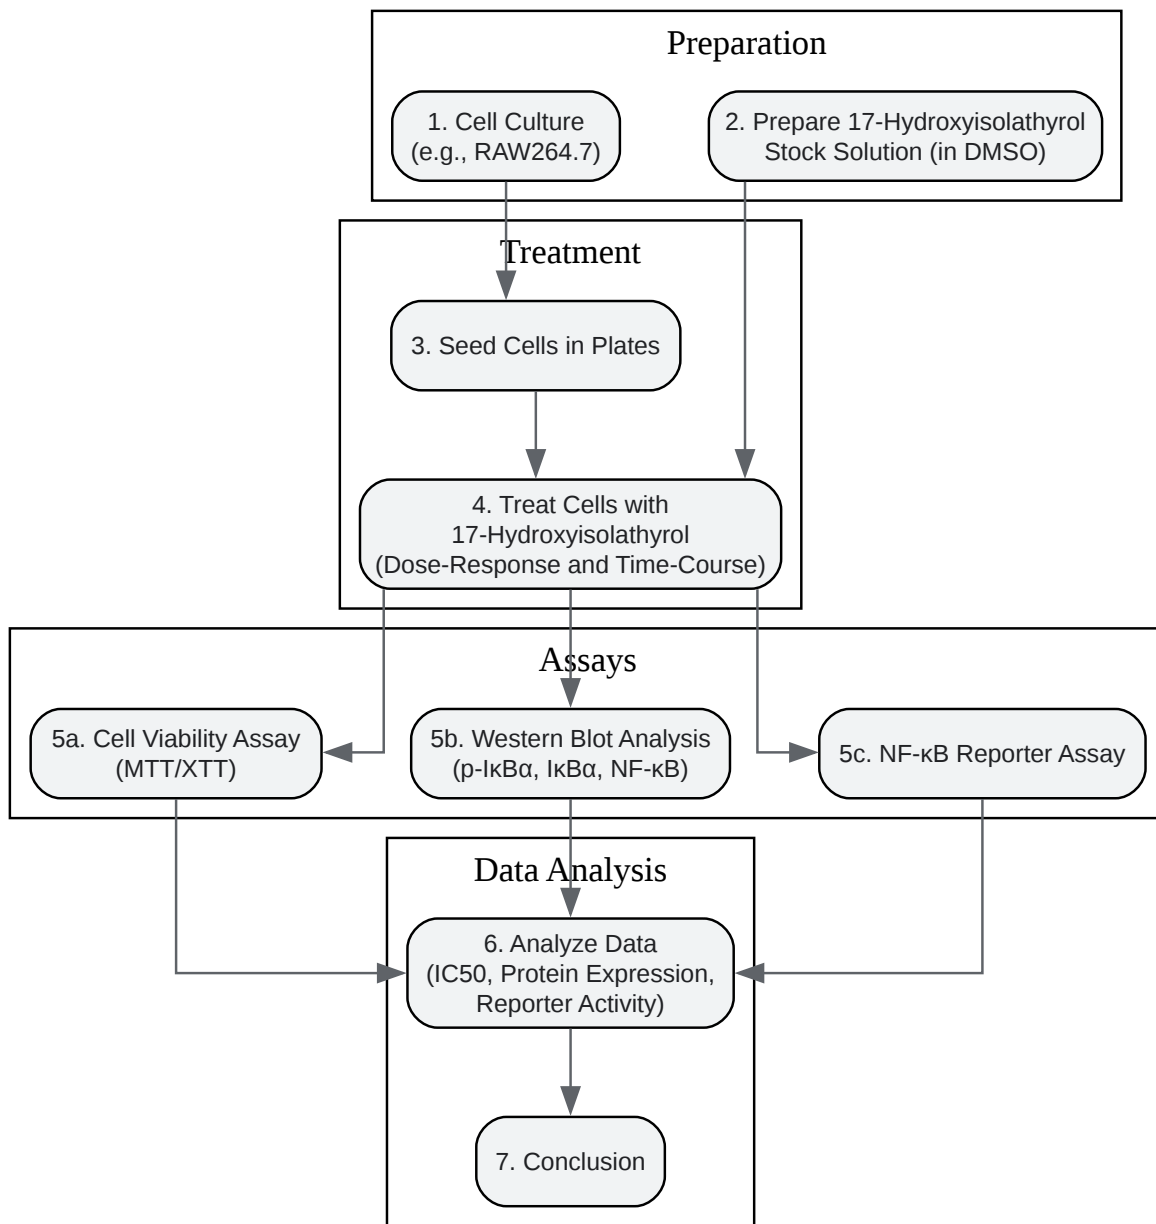 Preparation
1. Cell Culture
(e.g., RAW264.7)
2. Prepare 17-Hydroxyisolathyrol
Stock Solution (in DMSO)
Treatment
3. Seed Cells in Plates
4. Treat Cells with
17-Hydroxyisolathyrol
(Dose-Response and Time-Course)
Assays
5a. Cell Viability Assay
(MTT/XTT)
5b. Western Blot Analysis
(p-IκBα, IκBα, NF-κB)
5c. NF-κB Reporter Assay
Data Analysis
6. Analyze Data
(IC50, Protein Expression,
Reporter Activity)
7. Conclusion